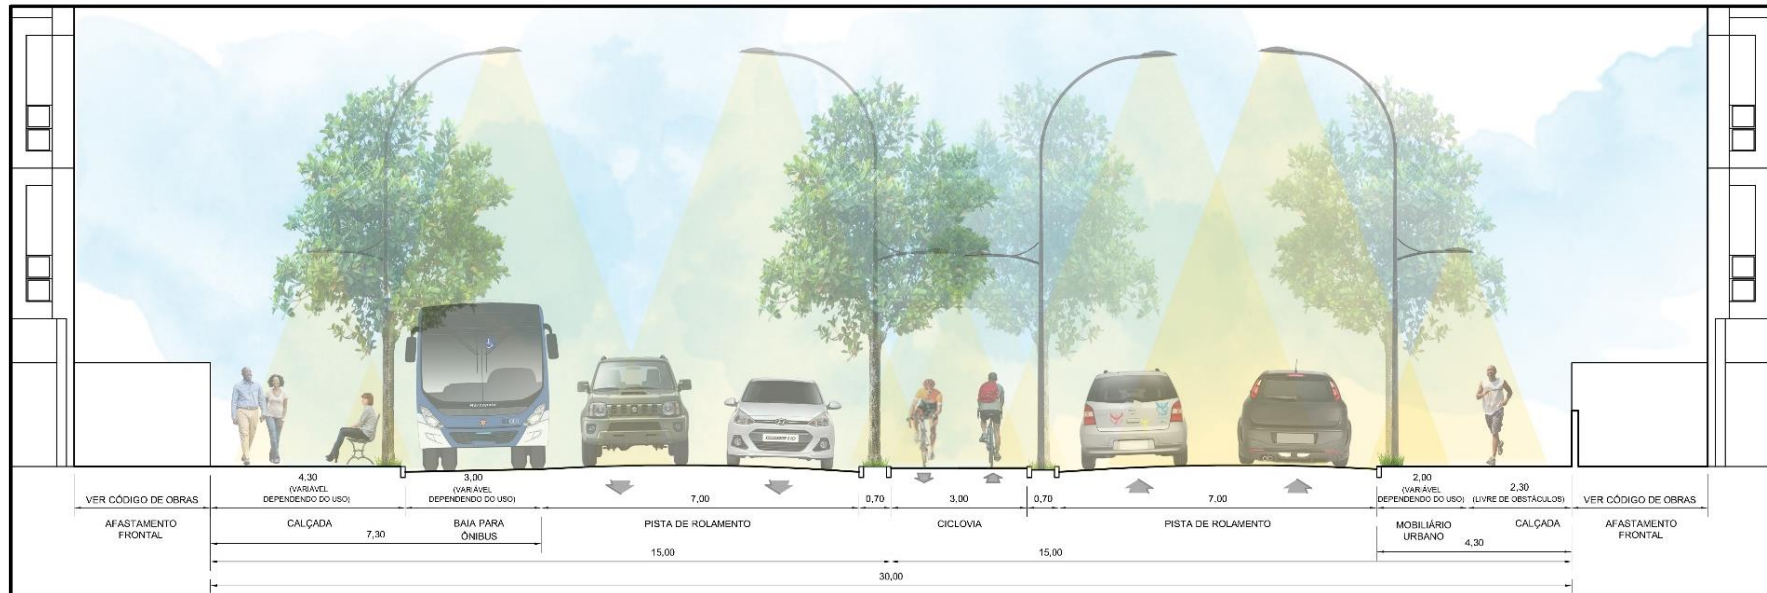 4,30
(VARIÁVEL
DEPENDENDO DO USO)
3,00
(VARIÁVEL
DEPENDENDO DO USO)
7,00
0,70
3,00
0,70
7,00
2,00
(VARIÁVEL
DEPENDENDO DO USO)
2,30
(LIVRE DE OBSTÁCULOS)
VER CÓDIGO DE OBRAS
VER CÓDIGO DE OBRAS
AFASTAMENTO
FRONTAL
CALÇADA
BAIA PARA
ÔNIBUS
PISTA DE ROLAMENTO
CICLOVIA
PISTA DE ROLAMENTO
MOBILIÁRIO
URBANO
CALÇADA
AFASTAMENTO
FRONTAL
7,30
4,30
15,00
15,00
30,00